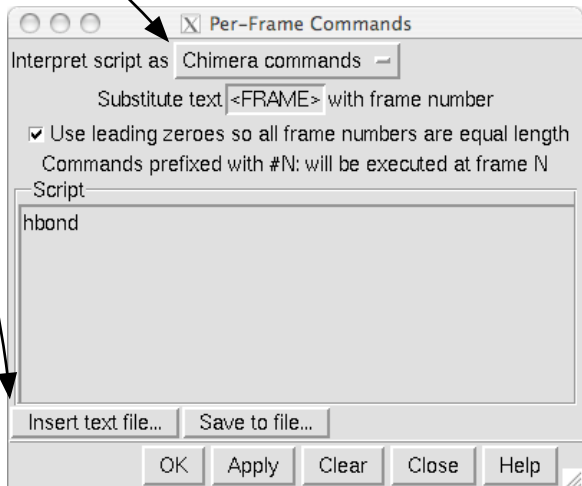 X Per-Frame Commands
Interpret script as Chimera commands
Substitute text <FRAME> with frame number
Use leading zeroes so all frame numbers are equal length
Commands prefixed with #N: will be executed at frame N
Script
hbond
Insert text file... Save to file...
OK Apply Clear Close Help